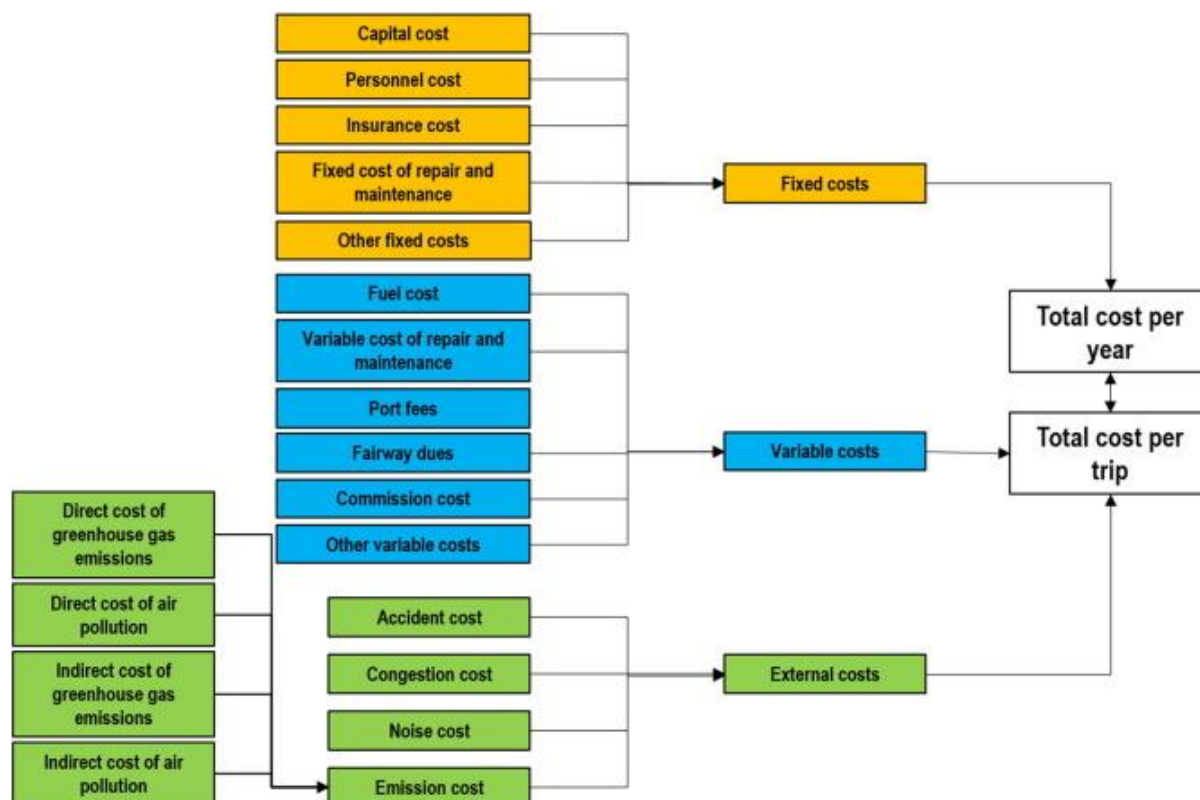 Capital cost
Personnel cost
Insurance cost
Fixed cost of repair and
maintenance
Other fixed costs
Fixed costs
Fuel cost
Variable cost of repair and
maintenance
Port fees
Fairway dues
Commission cost
Other variable costs
Variable costs
Total cost per
year
Total cost per
trip
Direct cost of
greenhouse gas
emissions
Direct cost of air
pollution
Indirect cost of
greenhouse gas
emissions
Indirect cost of air
pollution
Accident cost
Congestion cost
Noise cost
Emission cost
External costs